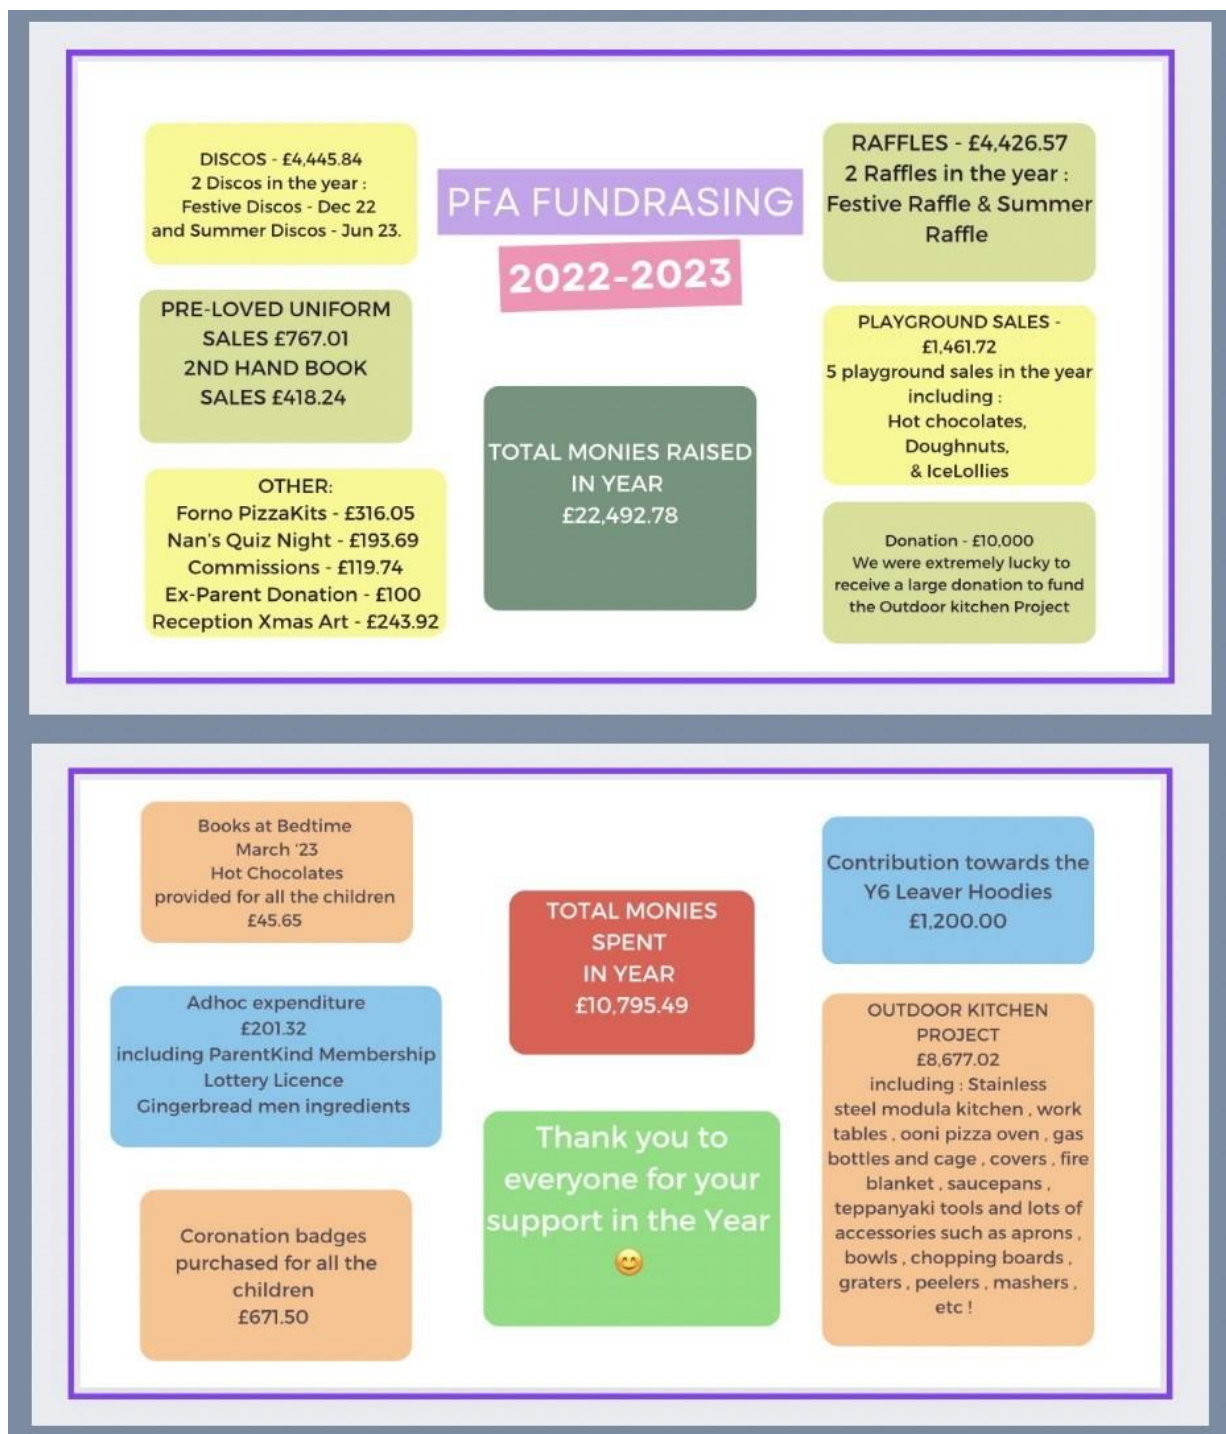 DISCOS - £4,445.84
2 Discos in the year :
Festive Discos - Dec 22
and Summer Discos - Jun 23.
PRE-LOVED UNIFORM
SALES £767.01
2ND HAND BOOK
SALES £418.24
OTHER:
Forno PizzaKits - £316.05
Nan's Quiz Night - £193.69
Commissions - £119.74
Ex-Parent Donation - £100
Reception Xmas Art - £243.92
PFA FUNDRASING
2022-2023
TOTAL MONIES RAISED
IN YEAR
£22,492.78
RAFFLES - £4,426.57
2 Raffles in the year :
Festive Raffle & Summer
Raffle
PLAYGROUND SALES -
£1,461.72
5 playground sales in the year
including :
Hot chocolates,
Doughnuts,
& IceLollies
Donation - £10,000
We were extremely lucky to
receive a large donation to fund
the Outdoor kitchen Project
Books at Bedtime
March '23
Hot Chocolates
provided for all the children
£45.65
Adhoc expenditure
£201.32
including ParentKind Membership
Lottery Licence
Gingerbread men ingredients
Coronation badges
purchased for all the
children
£671.50
TOTAL MONIES
SPENT
IN YEAR
£10,795.49
Thank you to
everyone for your
support in the Year
😊
Contribution towards the
Y6 Leaver Hoodies
£1,200.00
OUTDOOR KITCHEN
PROJECT
£8,677.02
including : Stainless
steel modula kitchen , work
tables , ooni pizza oven , gas
bottles and cage , covers , fire
blanket , saucepans ,
teppanyaki tools and lots of
accessories such as aprons ,
bowls , chopping boards ,
graters , peelers , mashers ,
etc !